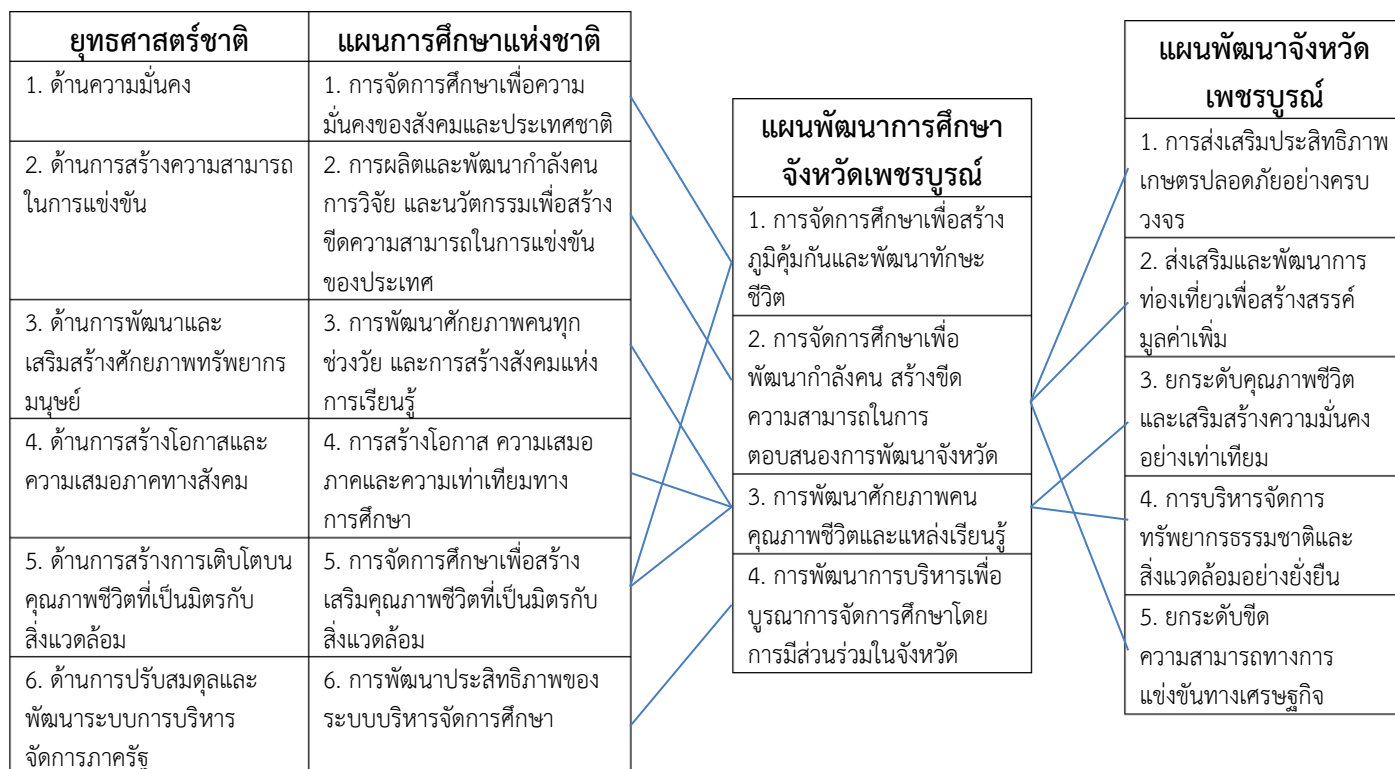 ยุทธศาสตร์ชาติ
แผนการศึกษาแห่งชาติ
1. ด้านความมั่นคง
1. การจัดการศึกษาเพื่อความ
มั่นคงของสังคมและประเทศชาติ
2. ด้านการสร้างความสามารถ
ในการแข่งขัน
2. การผลิตและพัฒนากำลังคน
การวิจัย และนวัตกรรมเพื่อสร้าง
ขีดความสามารถในการแข่งขัน
ของประเทศ
3. ด้านการพัฒนาและ
เสริมสร้างศักยภาพทรัพยากร
มนุษย์
3. การพัฒนาศักยภาพคนทุก
ช่วงวัย และการสร้างสังคมแห่ง
การเรียนรู้
4. ด้านการสร้างโอกาสและ
ความเสมอภาคทางสังคม
4. การสร้างโอกาส ความเสมอ
ภาคและความเท่าเทียมทาง
การศึกษา
5. ด้านการสร้างการเติบโตบน
คุณภาพชีวิตที่เป็นมิตรกับ
สิ่งแวดล้อม
5. การจัดการศึกษาเพื่อสร้าง
เสริมคุณภาพชีวิตที่เป็นมิตรกับ
สิ่งแวดล้อม
6. ด้านการปรับสมดุลและ
พัฒนาระบบการบริหาร
จัดการภาครัฐ
6. การพัฒนาประสิทธิภาพของ
ระบบบริหารจัดการศึกษา
แผนพัฒนาการศึกษา
จังหวัดเพชรบูรณ์
1. การจัดการศึกษาเพื่อสร้าง
ภูมิคุ้มกันและพัฒนาทักษะ
ชีวิต
2. การจัดการศึกษาเพื่อ
พัฒนากำลังคน สร้างขีด
ความสามารถในการ
ตอบสนองการพัฒนาจังหวัด
3. การพัฒนาศักยภาพคน
คุณภาพชีวิตและแหล่งเรียนรู้
4. การพัฒนาการบริหารเพื่อ
บูรณาการจัดการศึกษาโดย
การมีส่วนร่วมในจังหวัด
แผนพัฒนาจังหวัด
เพชรบูรณ์
1. การส่งเสริมประสิทธิภาพ
เกษตรปลอดภัยอย่างครบ
วงจร
2. ส่งเสริมและพัฒนาการ
ท่องเที่ยวเพื่อสร้างสรรค์
มูลค่าเพิ่ม
3. ยกระดับคุณภาพชีวิต
และเสริมสร้างความมั่นคง
อย่างเท่าเทียม
4. การบริหารจัดการ
ทรัพยากรธรรมชาติและ
สิ่งแวดล้อมอย่างยั่งยืน
5. ยกระดับขีด
ความสามารถทางการ
แข่งขันทางเศรษฐกิจ